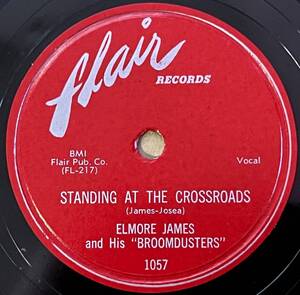 flair
RECORDS
BMI
Flair Pub. Co.
(FL-217)
Vocal
STANDING AT THE CROSSROADS
(James-Josea)
ELMORE JAMES
and His "BROOMDUSTERS"
1057